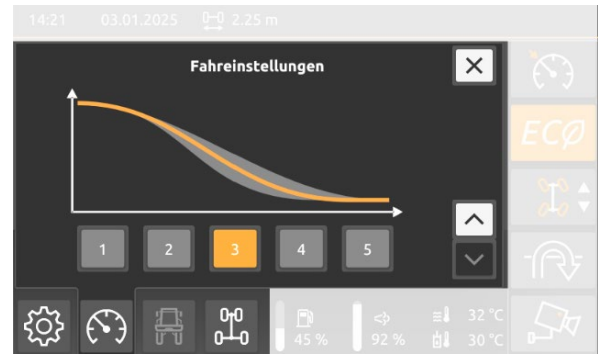 14:21 03.01.2025 2.25 m
Fahreinstellungen
ECO
1 2 3 4 5
45 % 92 % 32 °C
30 °C